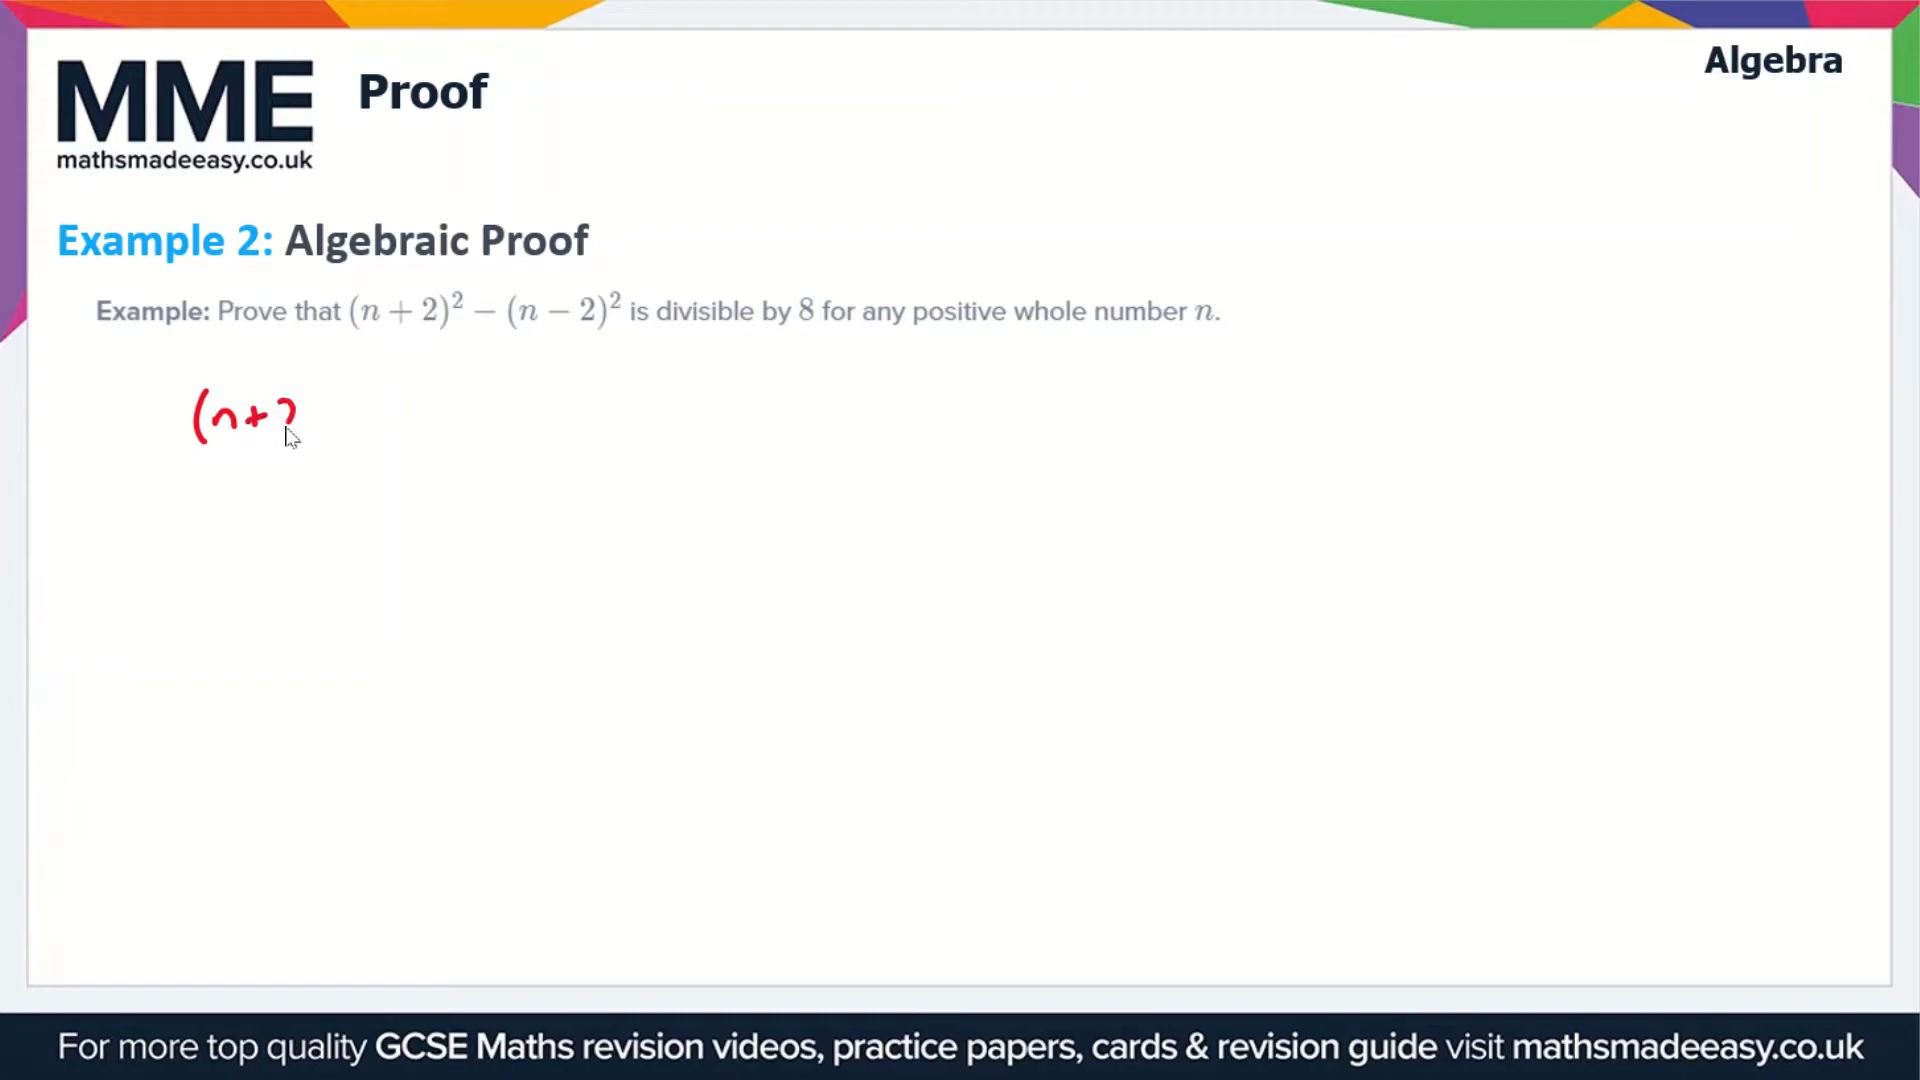 MME
mathsmadeeasy.co.uk
Proof
Algebra
Example 2: Algebraic Proof
Example: Prove that (n + 2)² − (n − 2)² is divisible by 8 for any positive whole number n.
(n+2
For more top quality GCSE Maths revision videos, practice papers, cards & revision guide visit mathsmadeeasy.co.uk